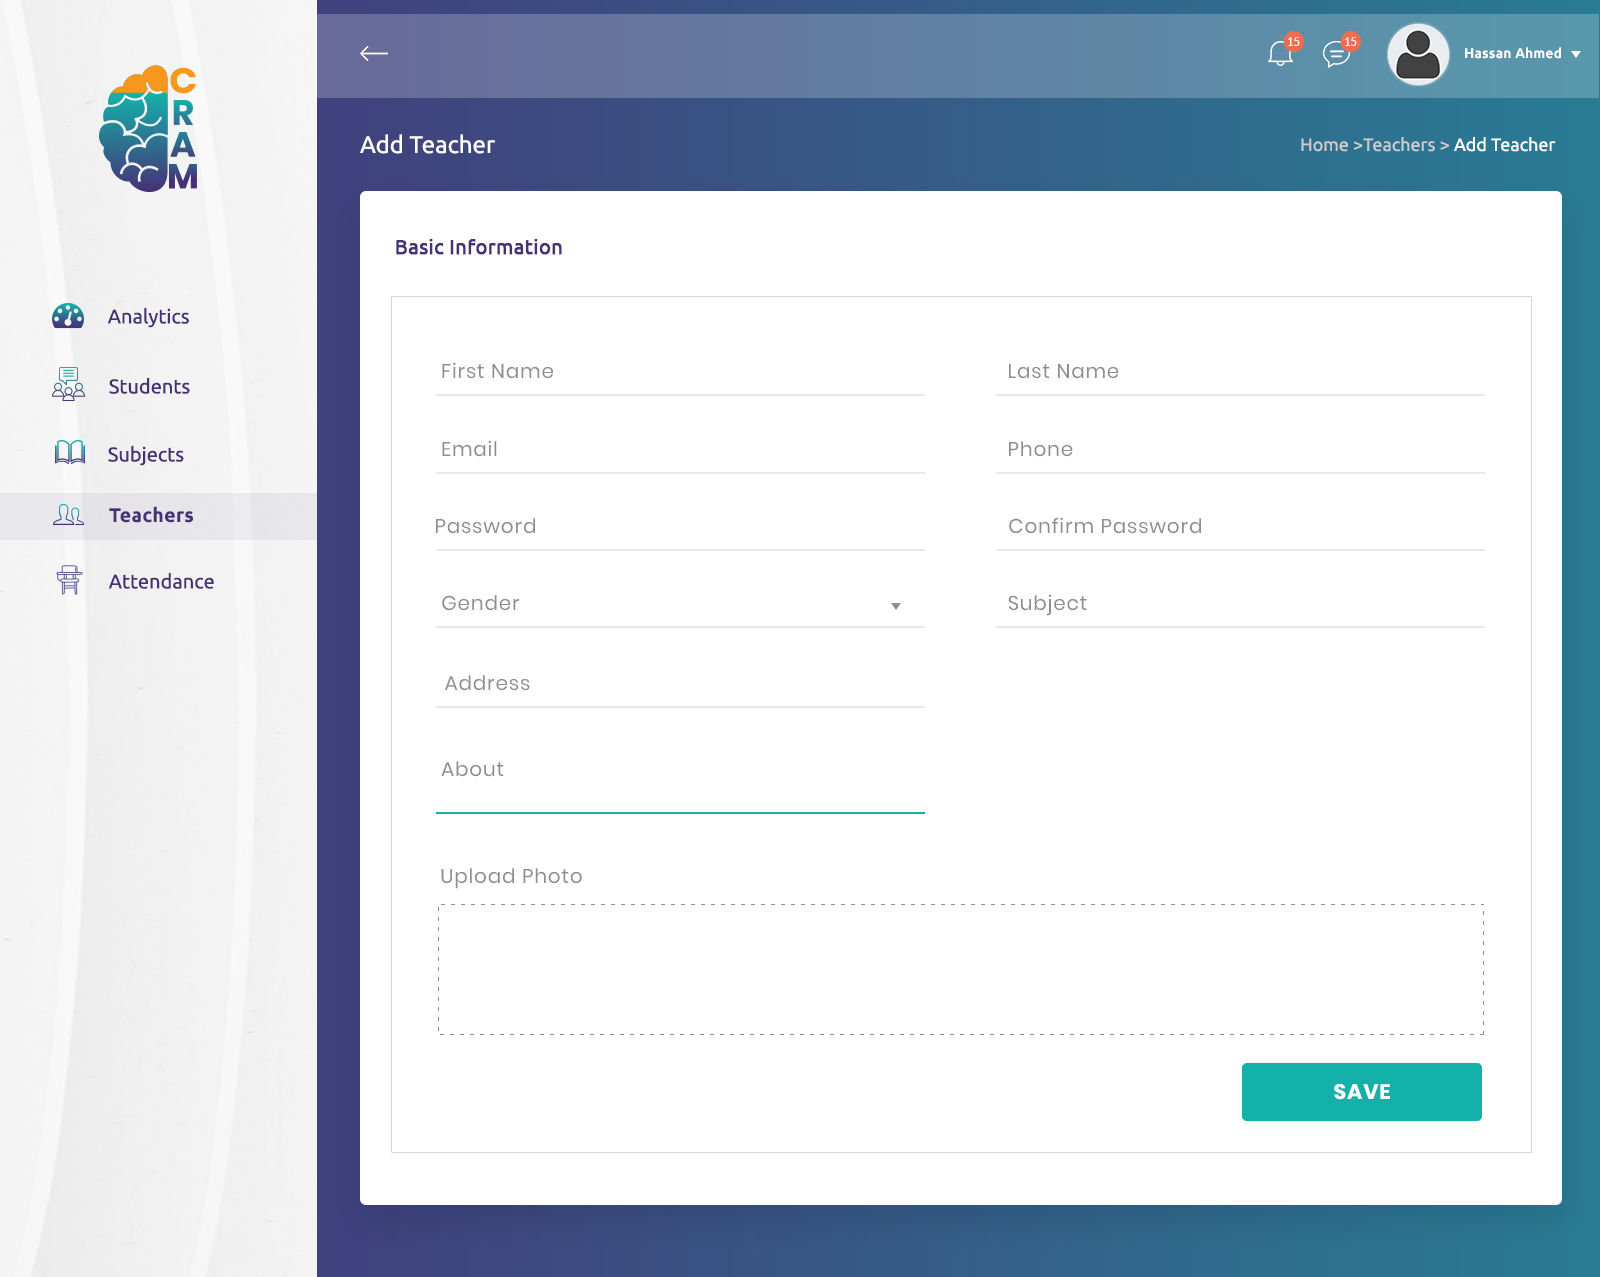 C
R
A
M
Analytics
Students
Subjects
Teachers
Attendance
15
15
Hassan Ahmed
Add Teacher
Home >Teachers > Add Teacher
Basic Information
First Name
Last Name
Email
Phone
Password
Confirm Password
Gender
Subject
Address
About
Upload Photo
SAVE